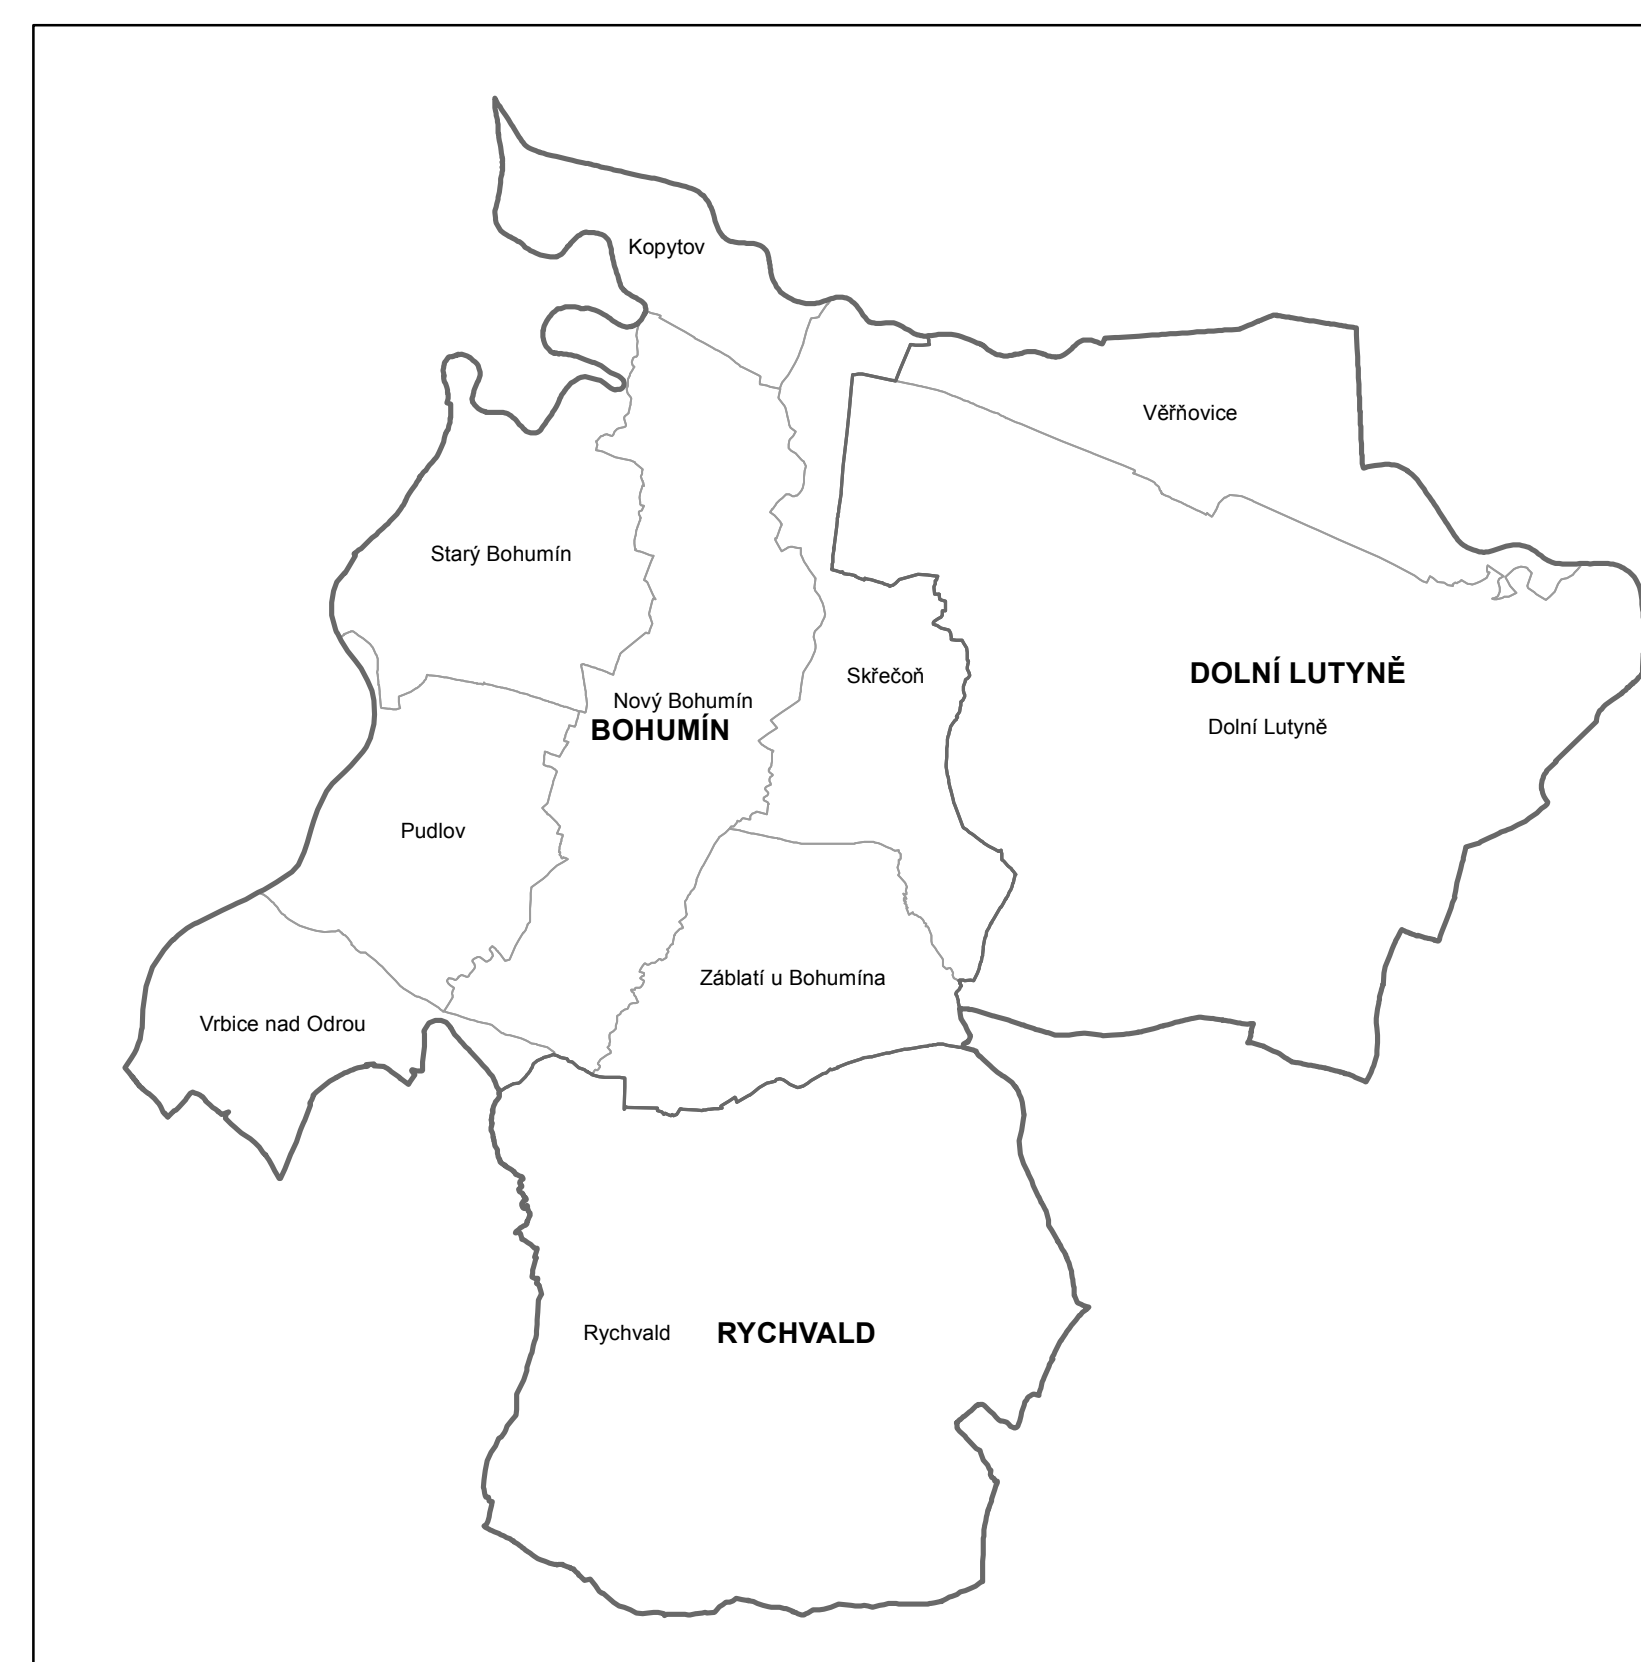 Kopytov
Věřňovice
Starý Bohumín
Skřečoň
DOLNÍ LUTYNĚ
Nový Bohumín
BOHUMÍN
Dolní Lutyně
Pudlov
Záblatí u Bohumína
Vrbice nad Odrou
Rychvald RYCHVALD